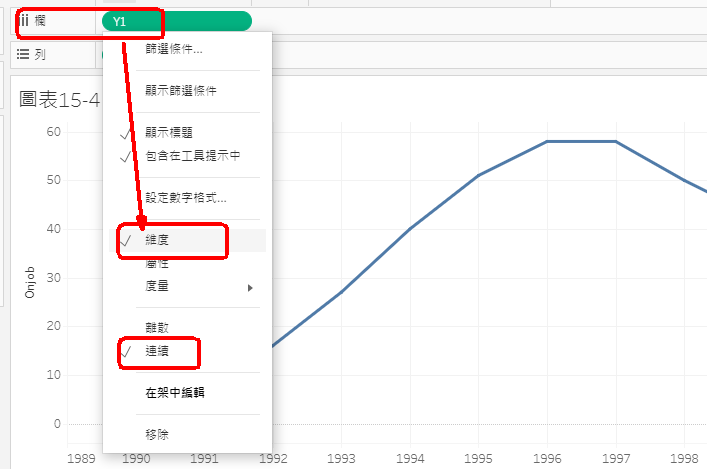 欄
Y1
列
篩選條件...
顯示篩選條件
顯示標題
包含在工具提示中
設定數字格式...
維度
屬性
度量
離散
連續
在架中編輯
移除
圖表15-4
60
50
40
30
20
10
0
Onjob
1989 1990 1991 1992 1993 1994 1995 1996 1997 1998